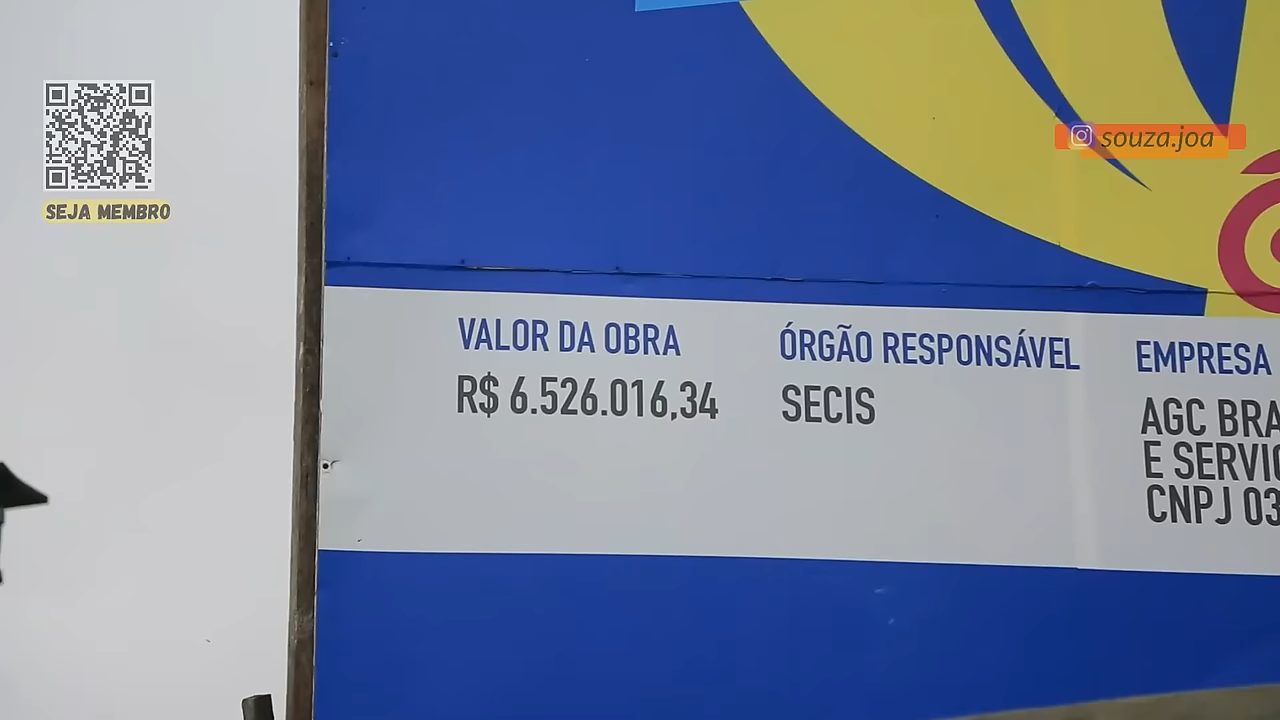 SEJA MEMBRO
souza.joa
VALOR DA OBRA
R$ 6.526.016,34
ÓRGÃO RESPONSÁVEL
SECIS
EMPRESA
AGC BRA
E SERVIÇ
CNPJ 03